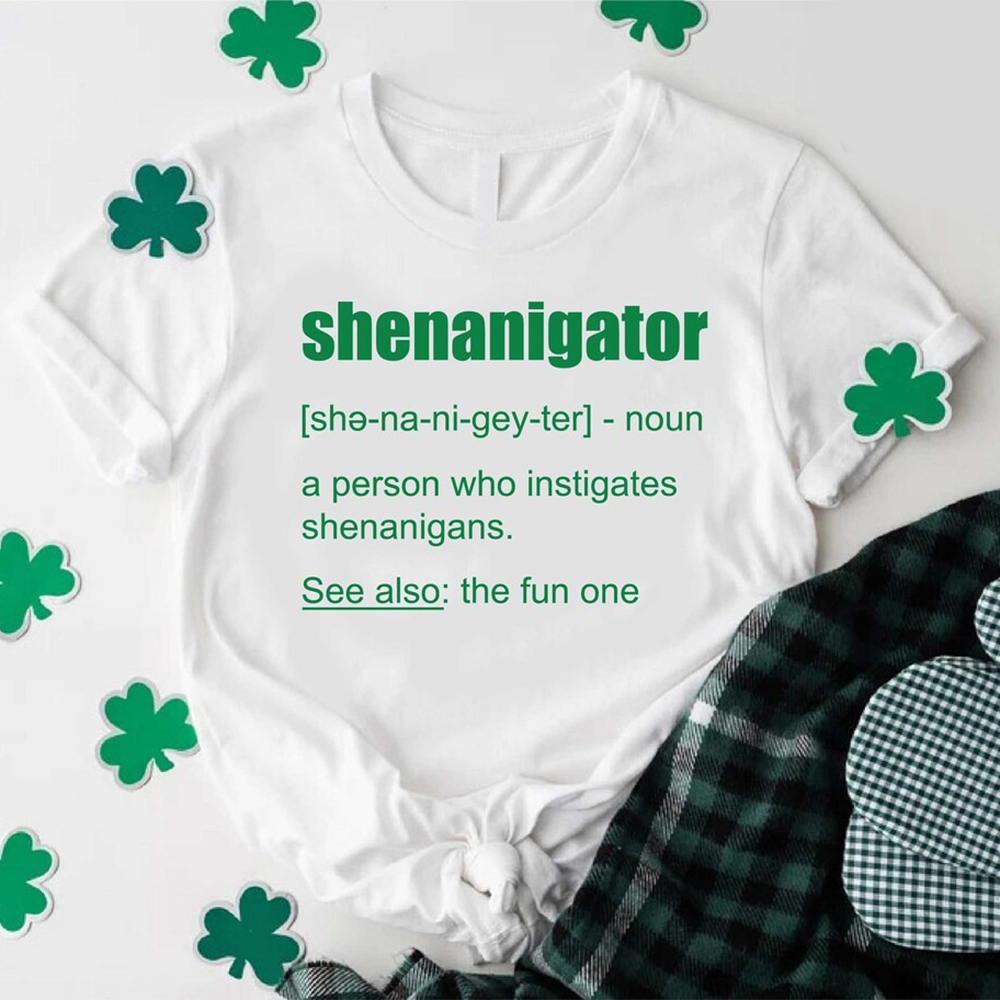 shenanigator
[shə-na-ni-gey-ter] - noun
a person who instigates
shenanigans.
See also: the fun one